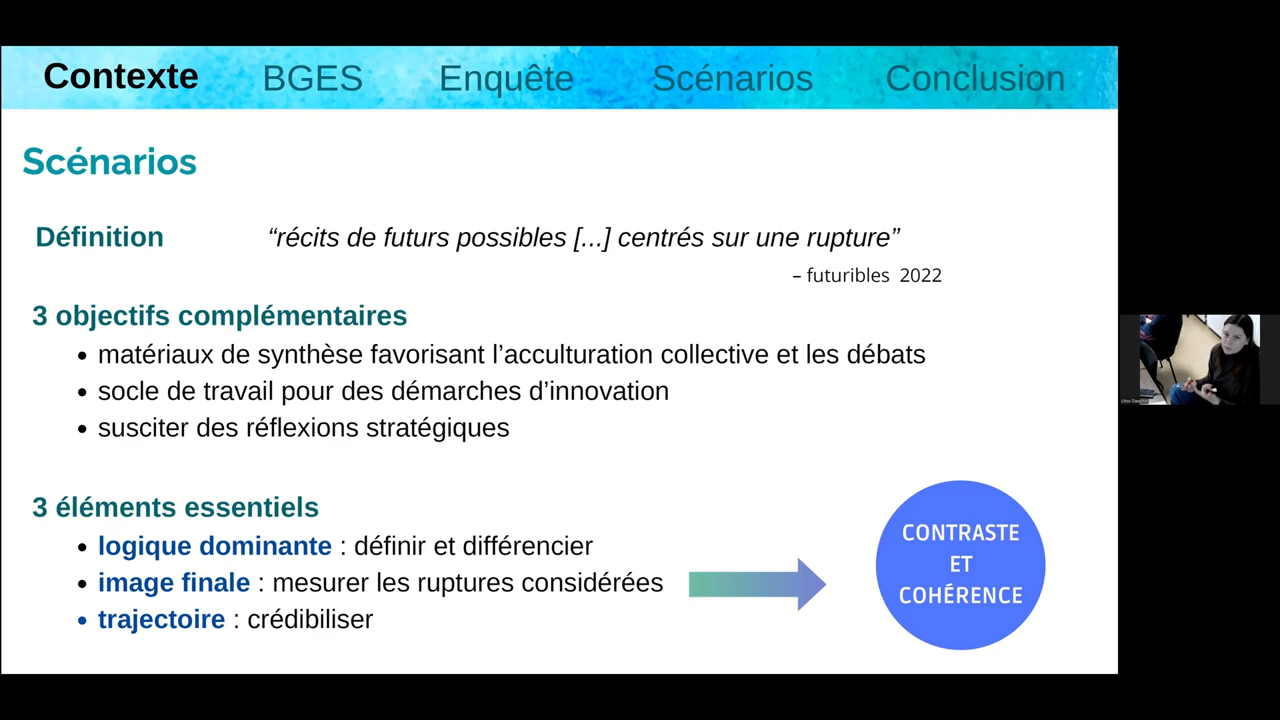 Contexte BGES Enquête Scénarios Conclusion
Scénarios
Définition “récits de futurs possibles [...] centrés sur une rupture”
– futuribles 2022
3 objectifs complémentaires
• matériaux de synthèse favorisant l’acculturation collective et les débats
• socle de travail pour des démarches d’innovation
• susciter des réflexions stratégiques
3 éléments essentiels
• logique dominante : définir et différencier
• image finale : mesurer les ruptures considérées
• trajectoire : crédibiliser
CONTRASTE
ET
COHÉRENCE